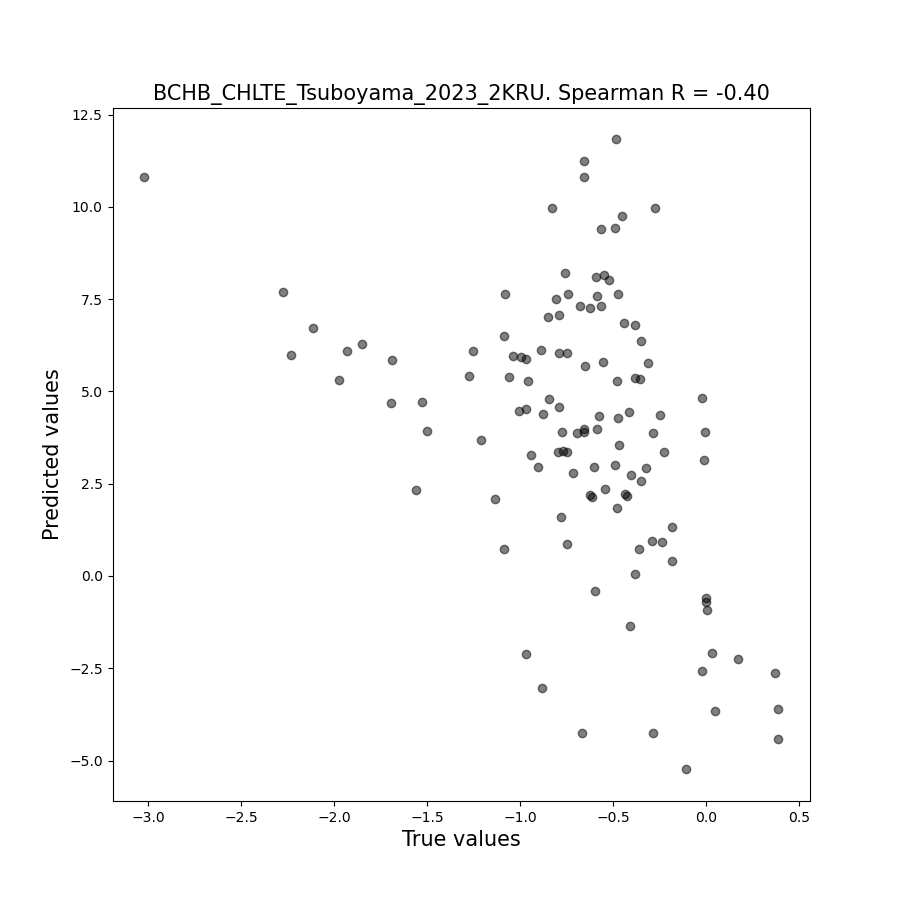 BCHB_CHLTE_Tsuboyama_2023_2KRU. Spearman R = -0.40
12.5
10.0
7.5
5.0
2.5
0.0
−2.5
−5.0
Predicted values
−3.0 −2.5 −2.0 −1.5 −1.0 −0.5 0.0 0.5
True values